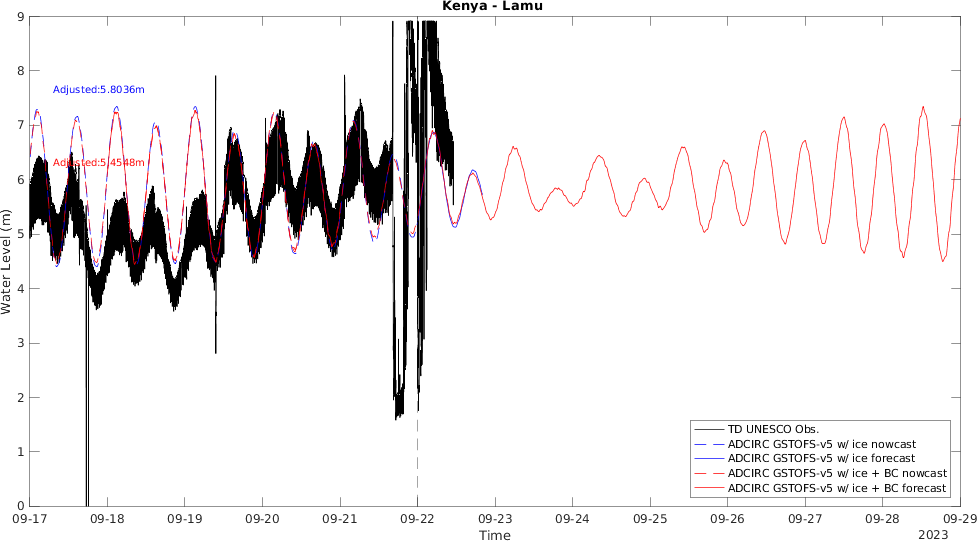 Kenya - Lamu
9
8
7
6
5
4
3
2
1
0
Water Level (m)
Adjusted:5.8036m
Adjusted:5.4548m
TD UNESCO Obs.
ADCIRC GSTOFS-v5 w/ ice nowcast
ADCIRC GSTOFS-v5 w/ ice forecast
ADCIRC GSTOFS-v5 w/ ice + BC nowcast
ADCIRC GSTOFS-v5 w/ ice + BC forecast
09-17 09-18 09-19 09-20 09-21 09-22 09-23 09-24 09-25 09-26 09-27 09-28 09-29
Time
2023